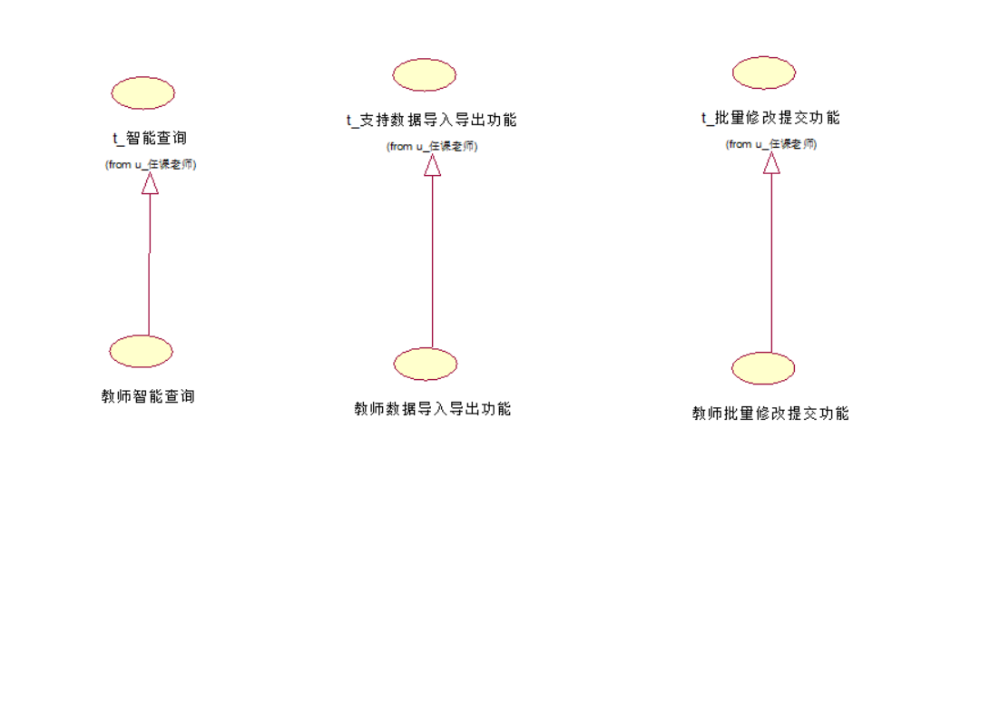 t_智能查询
(from u_任课老师)
t_支持数据导入导出功能
(from u_任课老师)
t_批量修改提交功能
(from u_任课老师)
教师智能查询
教师数据导入导出功能
教师批量修改提交功能